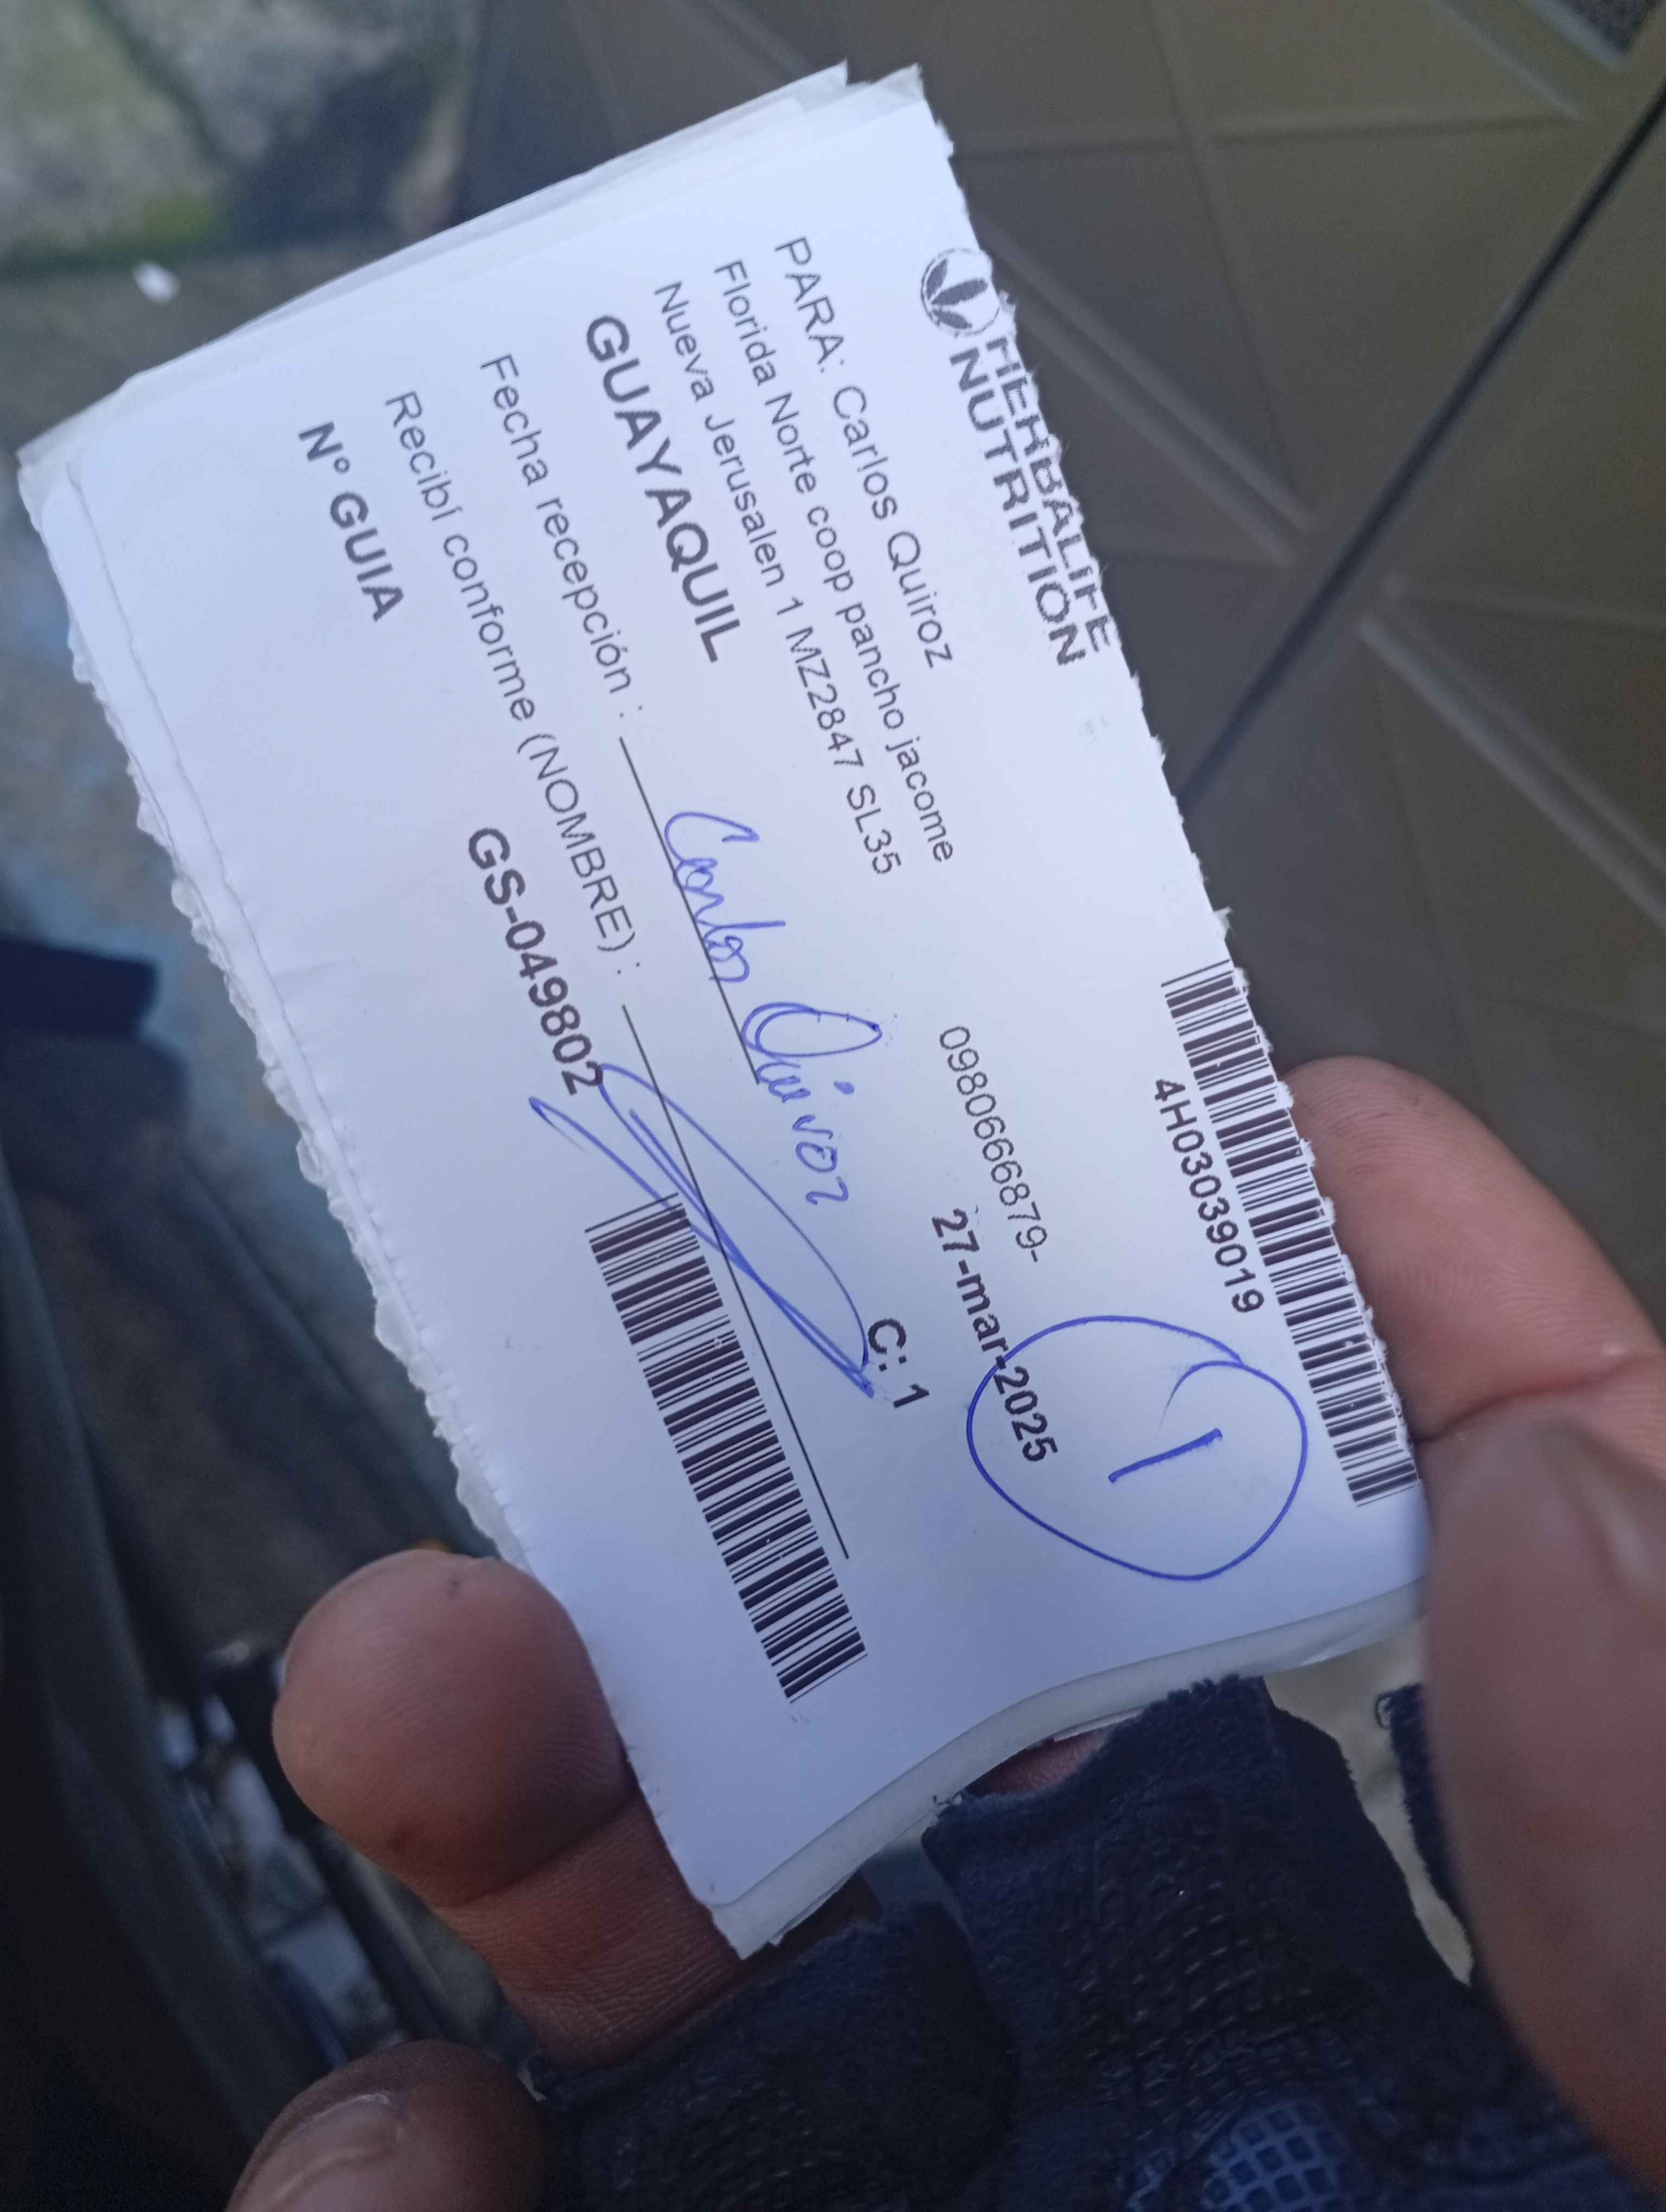 HERBALIFE
NUTRITION
4H03039019
PARA: Carlos Quiroz
0980666879-
Florida Norte coop pancho jacome
27-mar-2025
1
Nueva Jerusalen 1 MZ2847 SL35
GUAYAQUIL
C: 1
Fecha recepción :
Carlos Quiroz
Recibí conforme (NOMBRE) :
N° GUIA
GS-049802